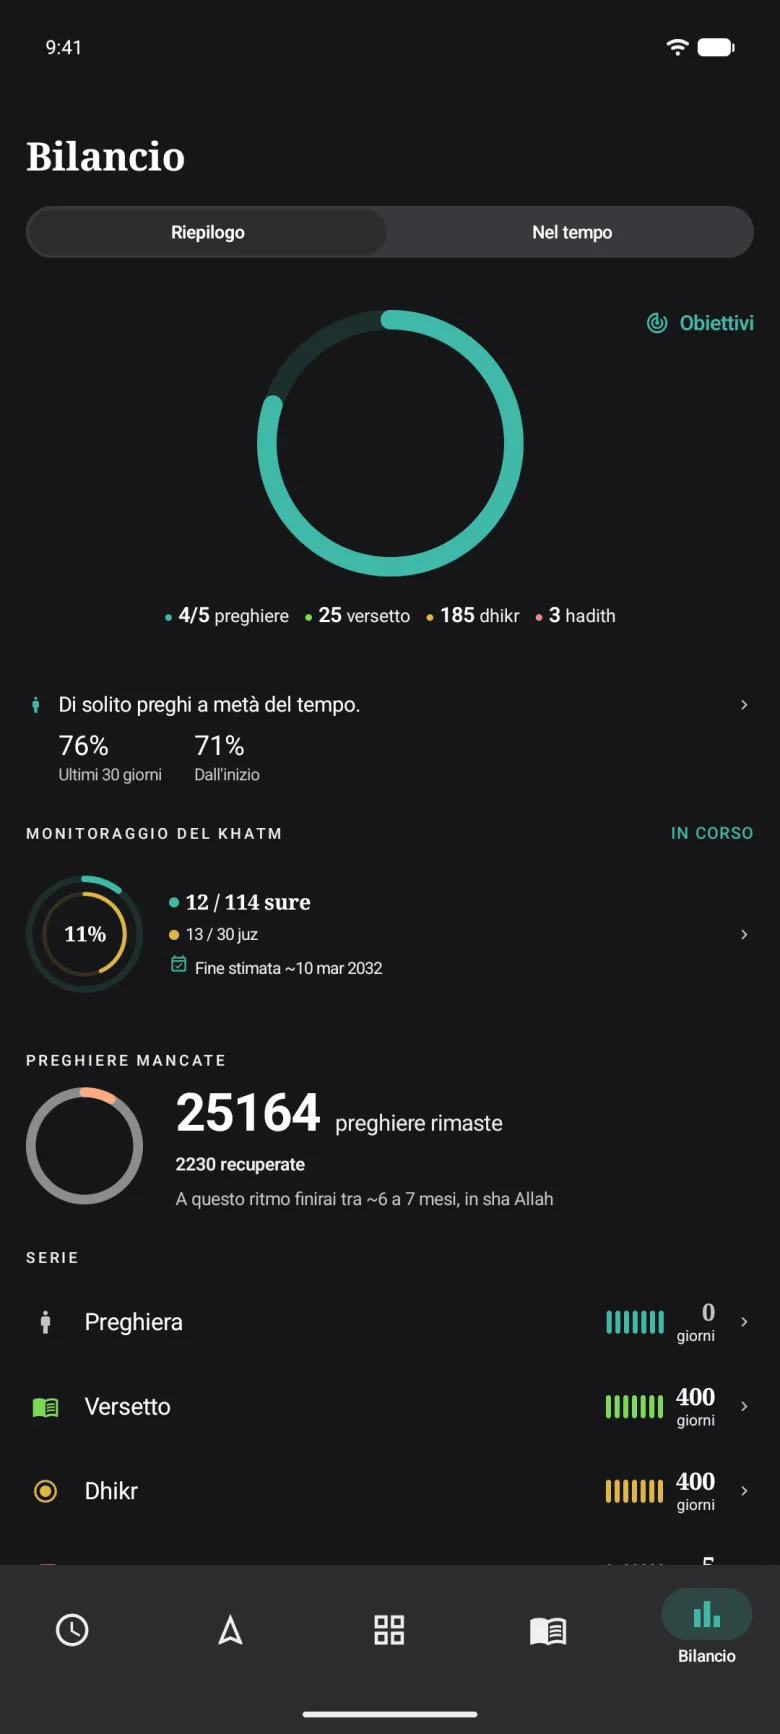 9:41
Bilancio
Riepilogo
Nel tempo
Obiettivi
4/5 preghiere 25 versetto 185 dhikr 3 hadith
Di solito preghi a metà del tempo.
76% 71%
Ultimi 30 giorni Dall'inizio
MONITORAGGIO DEL KHATM IN CORSO
11%
12 / 114 sure
13 / 30 juz
Fine stimata ~10 mar 2032
PREGHIERE MANCATE
25164 preghiere rimaste
2230 recuperate
A questo ritmo finirai tra ~6 a 7 mesi, in sha Allah
SERIE
Preghiera 0
giorni
Versetto 400
giorni
Dhikr 400
giorni
Bilancio